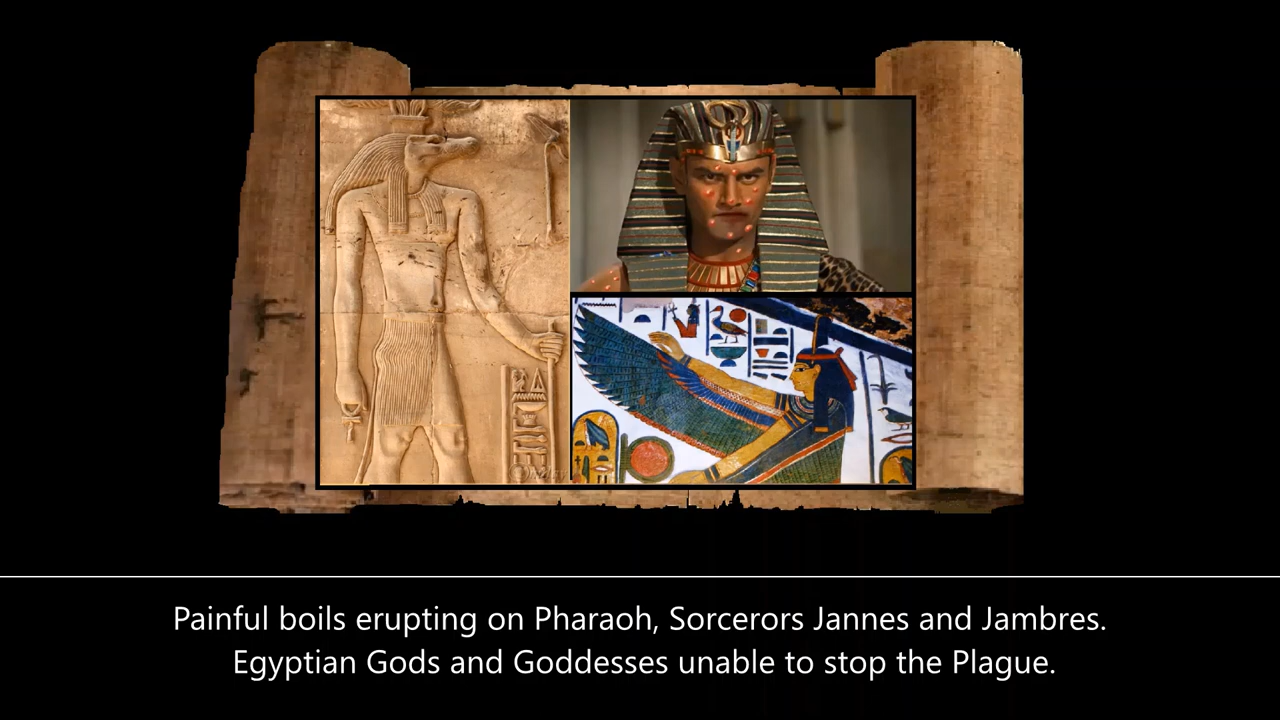 Painful boils erupting on Pharaoh, Sorcerors Jannes and Jambres.
Egyptian Gods and Goddesses unable to stop the Plague.